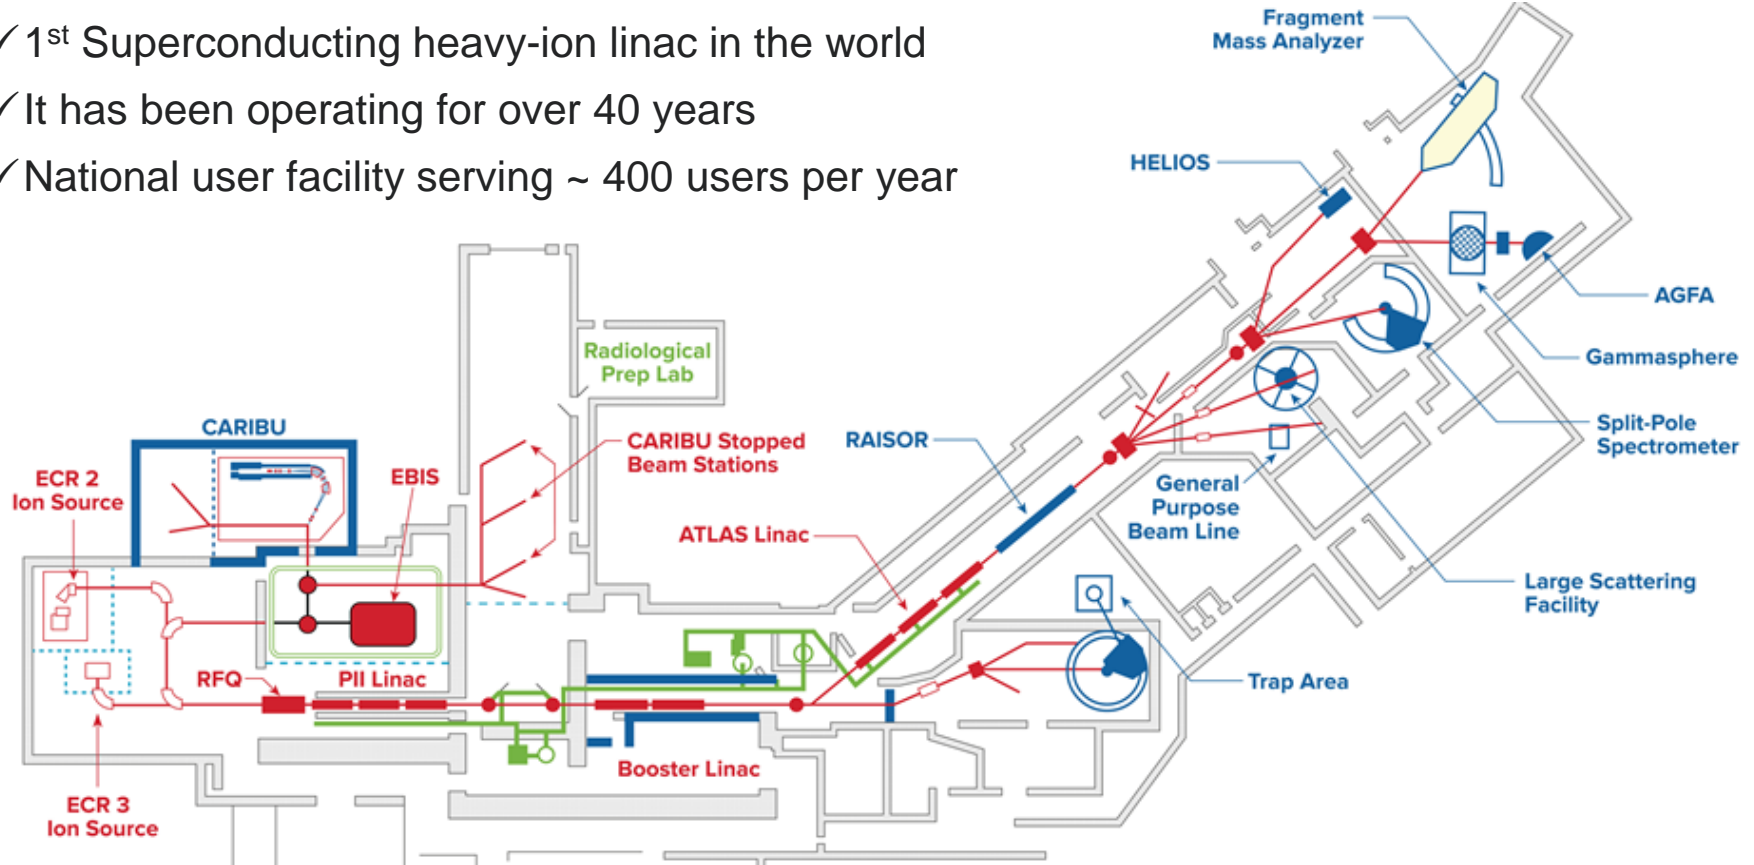 ✓ 1st Superconducting heavy-ion linac in the world
✓ It has been operating for over 40 years
✓ National user facility serving ~ 400 users per year
Fragment
Mass Analyzer
HELIOS
AGFA
Gammasphere
Split-Pole
Spectrometer
Large Scattering
Facility
General
Purpose
Beam Line
RAISOR
Radiological
Prep Lab
CARIBU
CARIBU Stopped
Beam Stations
ECR 2
Ion Source
EBIS
ATLAS Linac
RFQ
PII Linac
Trap Area
Booster Linac
ECR 3
Ion Source